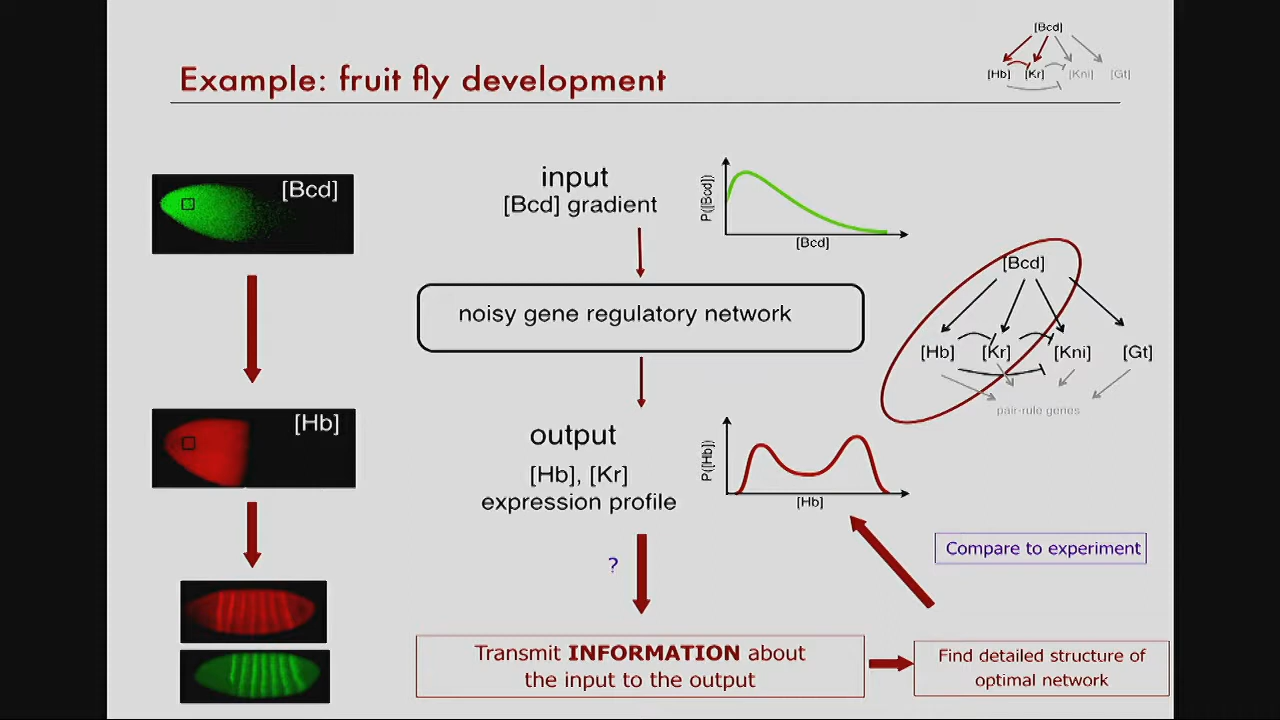 [Bcd]
[Hb] [Kr] [Kni] [Gt]
Example: fruit fly development
[Bcd]
input
[Bcd] gradient
P([Bcd])
[Bcd]
noisy gene regulatory network
[Bcd]
[Hb] [Kr] [Kni] [Gt]
pair-rule genes
[Hb]
output
[Hb], [Kr]
expression profile
P([Hb])
[Hb]
?
Compare to experiment
Transmit INFORMATION about
the input to the output
Find detailed structure of
optimal network